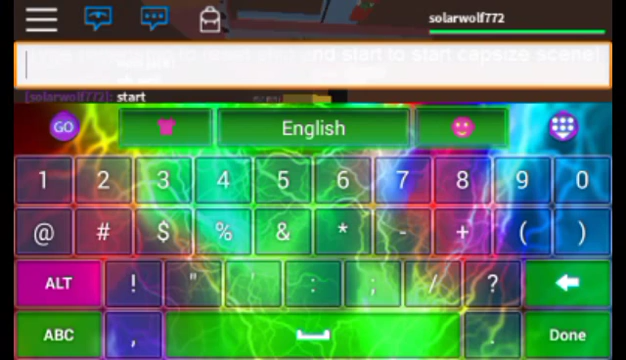 solarwolf772
end start to start capsize scene!
[solarwolf772]: start
GO English
1 2 3 4 5 6 7 8 9 0
@ # $ % & * - + ( )
ALT ! " ' : ; / ?
ABC , . Done